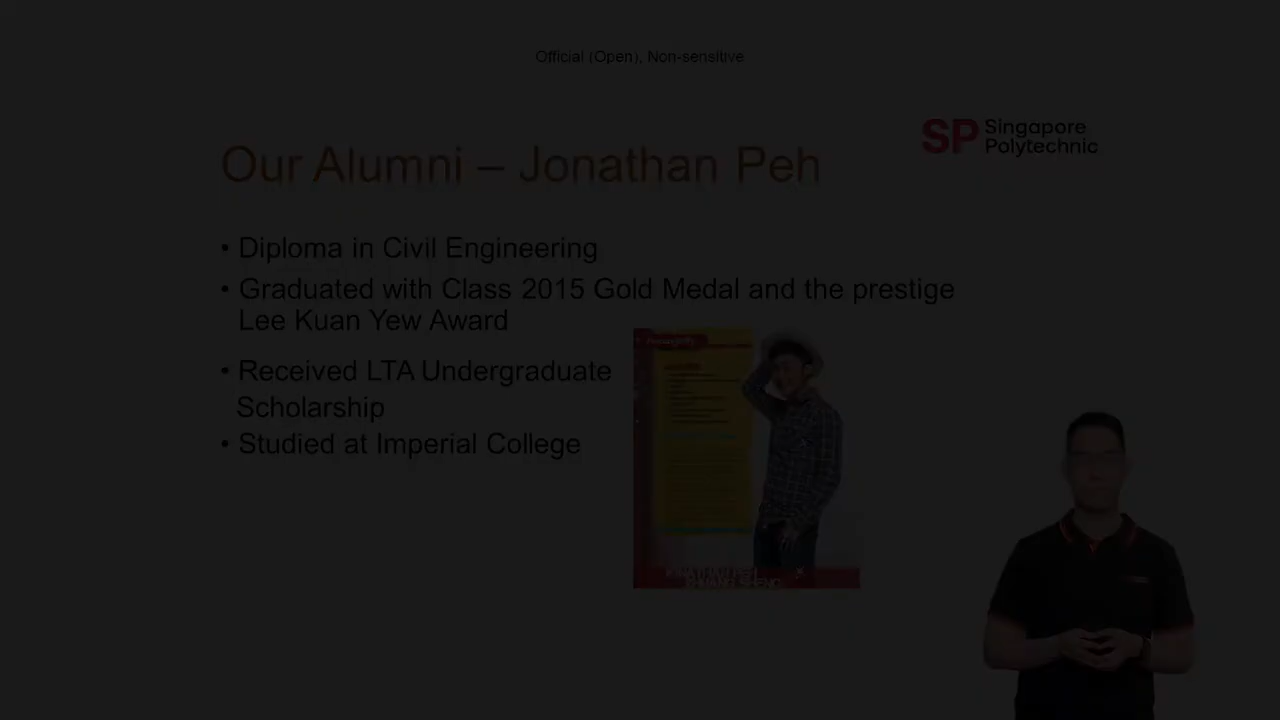 Official (Open), Non-sensitive
SP Singapore
Polytechnic
Our Alumni – Jonathan Peh
• Diploma in Civil Engineering
• Graduated with Class 2015 Gold Medal and the prestige
Lee Kuan Yew Award
• Received LTA Undergraduate
Scholarship
• Studied at Imperial College